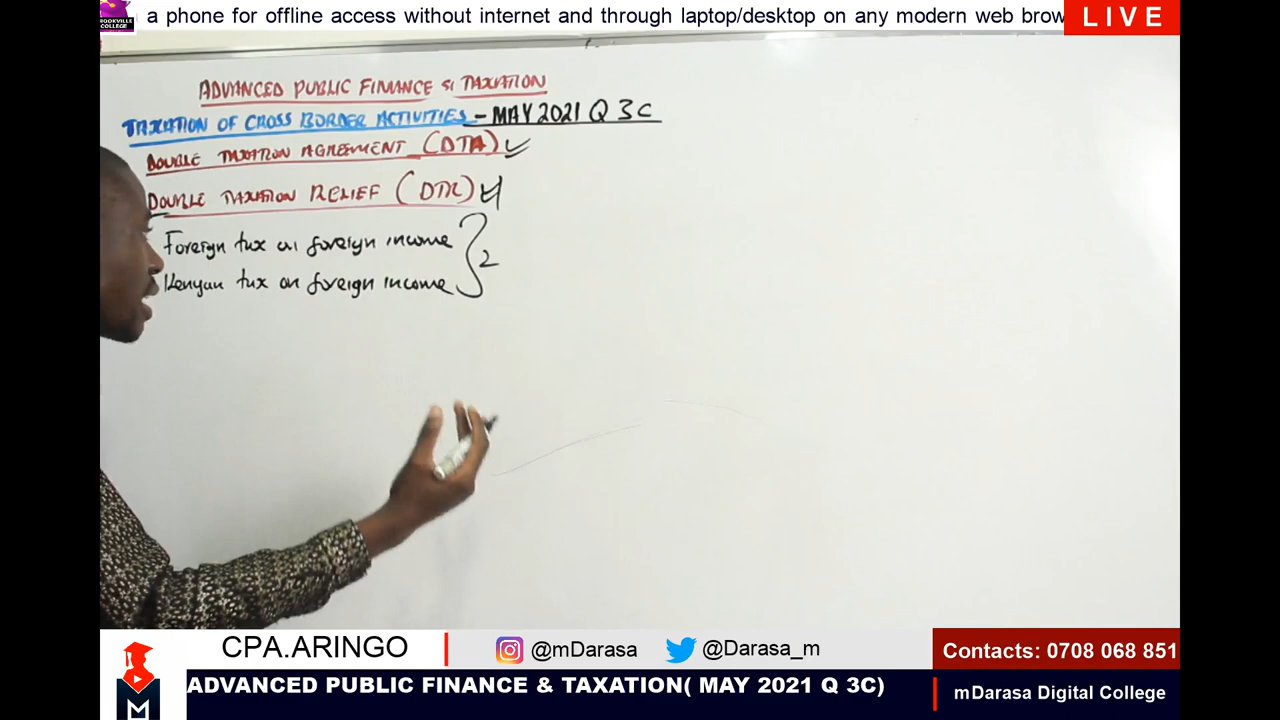 a phone for offline access without internet and through laptop/desktop on any modern web brow
LIVE
BROOKVILLE
COLLEGE
ADVANCED PUBLIC FINANCE & TAXATION
TAXATION OF CROSS BORDER ACTIVITIES - MAY 2021 Q 3C
DOUBLE TAXATION AGREEMENT (DTA)
DOUBLE TAXATION RELIEF (DTR)
Foreign tax on foreign income
Kenyan tax on foreign income
2
CPA.ARINGO
@mDarasa
@Darasa_m
Contacts: 0708 068 851
M
ADVANCED PUBLIC FINANCE & TAXATION( MAY 2021 Q 3C)
mDarasa Digital College